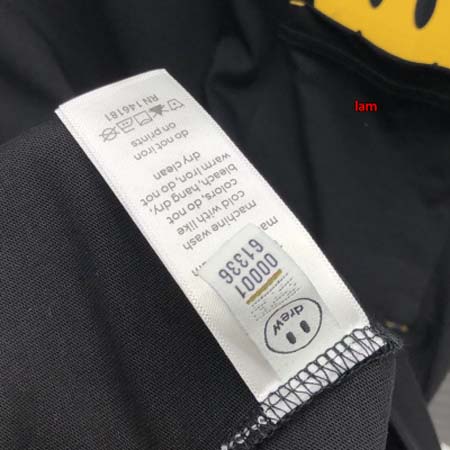 lam
machine wash
cold with like
colors, do not
bleach, hang dry,
warm iron, do not
dry clean
do not iron
on prints
RN 146181
00001
61336
drew